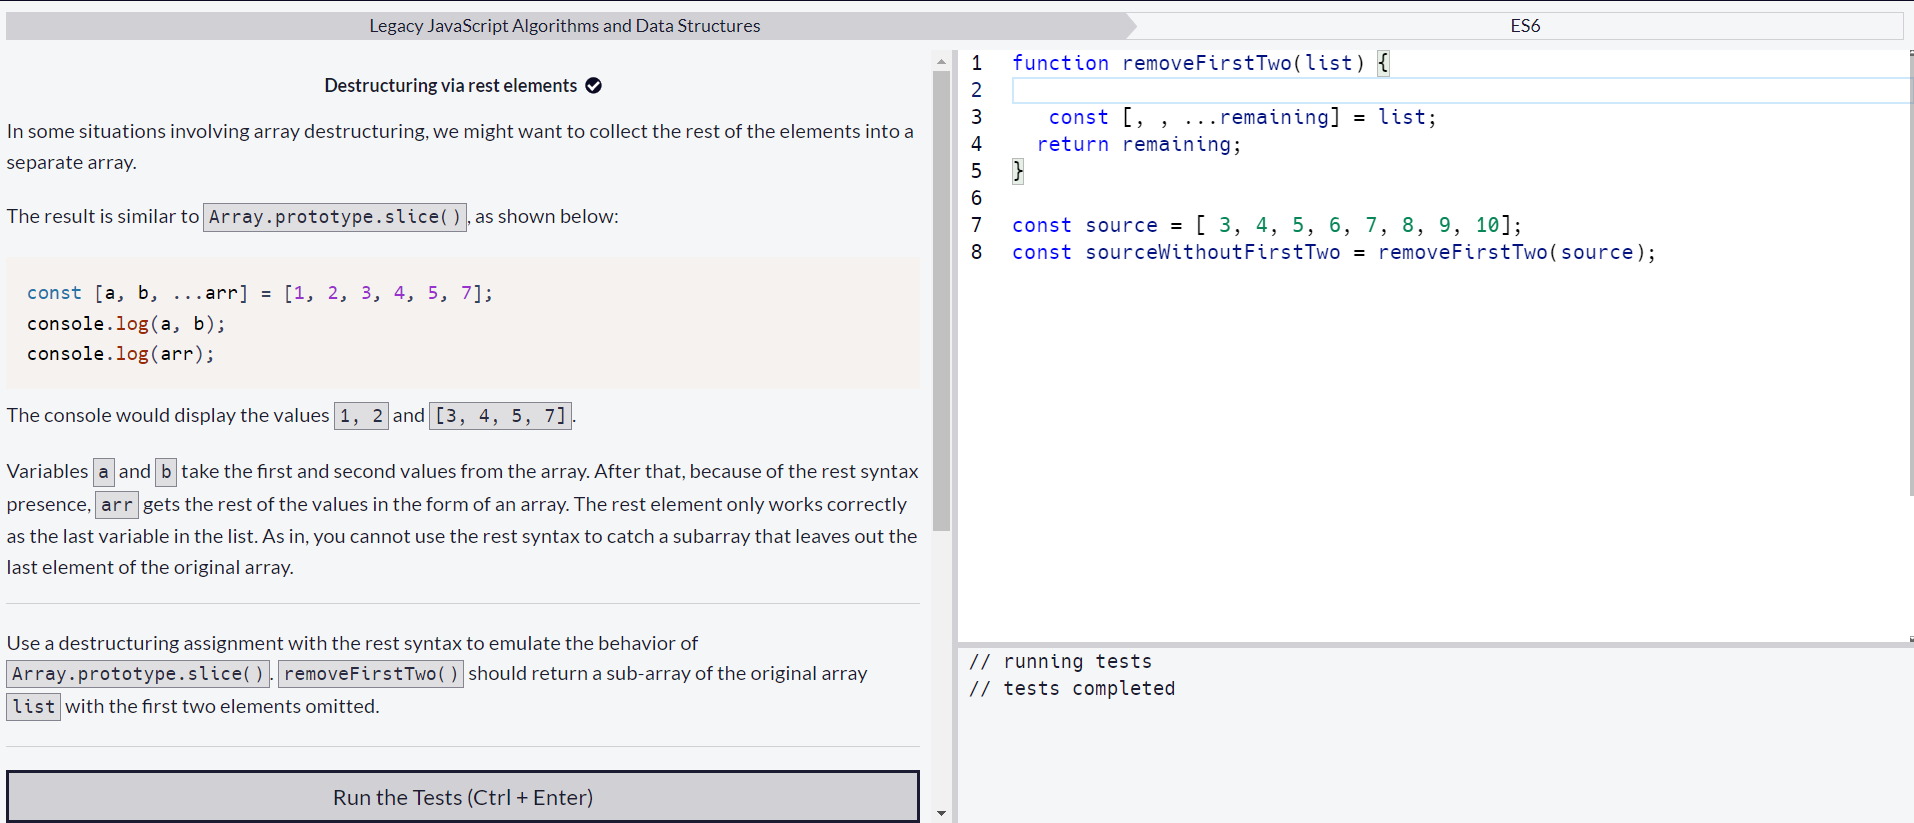 Legacy JavaScript Algorithms and Data Structures
ES6
Destructuring via rest elements
In some situations involving array destructuring, we might want to collect the rest of the elements into a
separate array.
The result is similar to Array.prototype.slice(), as shown below:
const [a, b, ...arr] = [1, 2, 3, 4, 5, 7];
console.log(a, b);
console.log(arr);
The console would display the values 1, 2 and [3, 4, 5, 7].
Variables a and b take the first and second values from the array. After that, because of the rest syntax
presence, arr gets the rest of the values in the form of an array. The rest element only works correctly
as the last variable in the list. As in, you cannot use the rest syntax to catch a subarray that leaves out the
last element of the original array.
Use a destructuring assignment with the rest syntax to emulate the behavior of
Array.prototype.slice(). removeFirstTwo() should return a sub-array of the original array
list with the first two elements omitted.
Run the Tests (Ctrl + Enter)
1 function removeFirstTwo(list) {
2
3 const [, , ...remaining] = list;
4 return remaining;
5 }
6
7 const source = [ 3, 4, 5, 6, 7, 8, 9, 10];
8 const sourceWithoutFirstTwo = removeFirstTwo(source);
// running tests
// tests completed